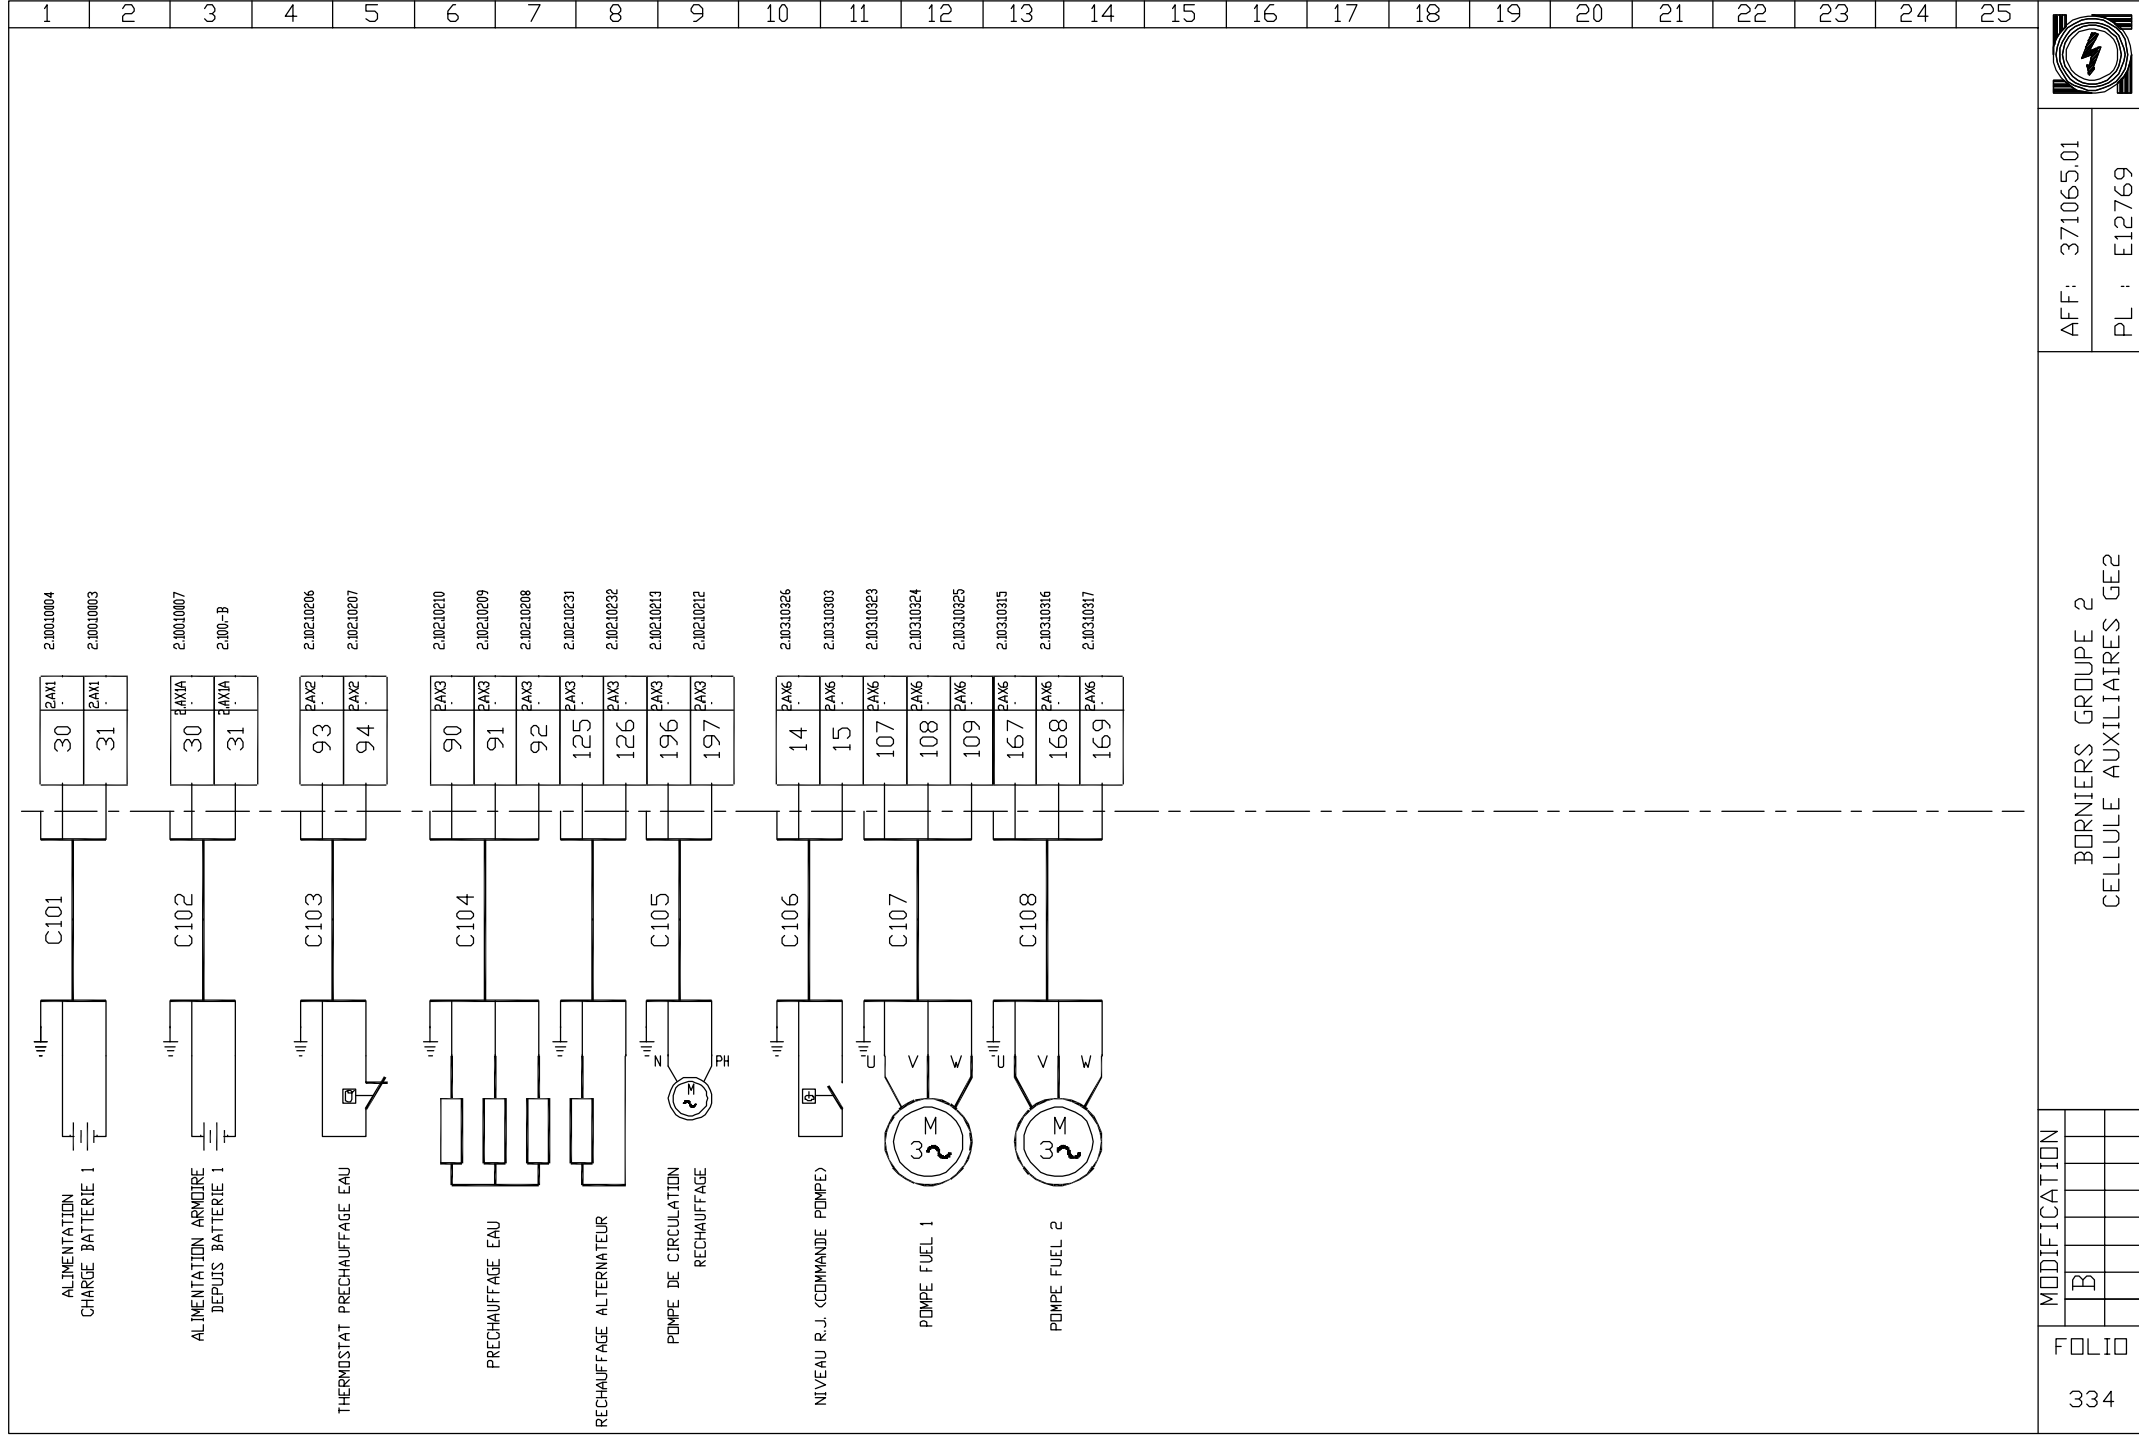 1 2 3 4 5 6 7 8 9 10 11 12 13 14 15 16 17 18 19 20 21 22 23 24 25
2.10010004
2.10010003
2.10010007
2.100.-B
2.10210206
2.10210207
2.10210210
2.10210209
2.10210208
2.10210231
2.10210232
2.10210213
2.10210212
2.10310326
2.10310303
2.10310323
2.10310324
2.10310325
2.10310315
2.10310316
2.10310317
2AX1 2AX1 2AX1A 2AX1A 2AX2 2AX2 2AX3 2AX3 2AX3 2AX3 2AX3 2AX3 2AX3 2AX6 2AX6 2AX6 2AX6 2AX6 2AX6 2AX6 2AX6
30 31 30 31 93 94 90 91 92 125 126 196 197 14 15 107 108 109 167 168 169
C101 C102 C103 C104 C105 C106 C107 C108
N PH U V W U V W
M
M
3
M
3
ALIMENTATION
CHARGE BATTERIE 1
ALIMENTATION ARMOIRE
DEPUIS BATTERIE 1
THERMOSTAT PRECHAUFFAGE EAU
PRECHAUFFAGE EAU
RECHAUFFAGE ALTERNATEUR
POMPE DE CIRCULATION
RECHAUFFAGE
NIVEAU R.J. (COMMANDE POMPE)
POMPE FUEL 1
POMPE FUEL 2
AFF: 371065.01
PL : E12769
BORNIERS GROUPE 2
CELLULE AUXILIAIRES GE2
MODIFICATION
B
FOLIO
334